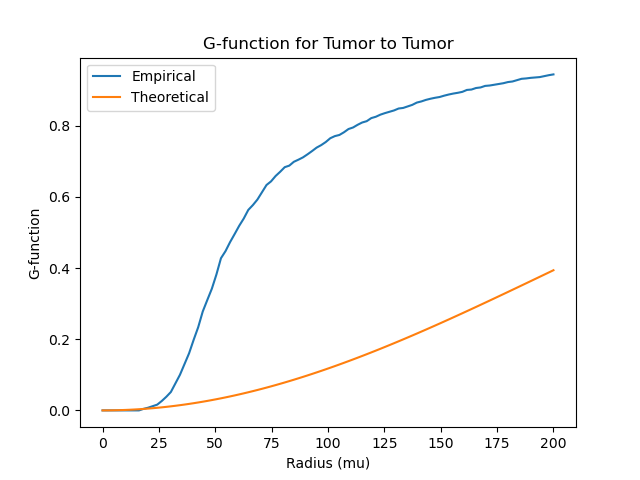 G-function for Tumor to Tumor
Empirical
Theoretical
G-function
0.8
0.6
0.4
0.2
0.0
0 25 50 75 100 125 150 175 200
Radius (mu)